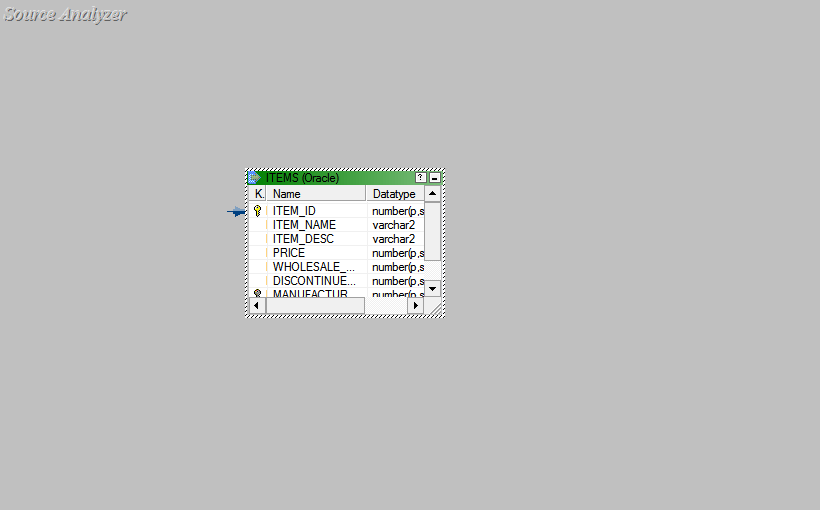 Source Analyzer
ITEMS (Oracle) ?
K. Name Datatype
ITEM_ID number(p,s
ITEM_NAME varchar2
ITEM_DESC varchar2
PRICE number(p,s
WHOLESALE_... number(p,s
DISCONTINUE... number(p,s
MANUFACTUR number(p,s